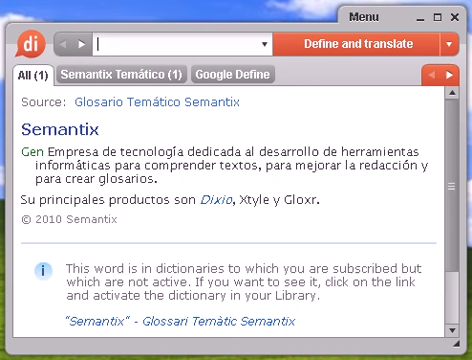 Menu
di
Define and translate
All (1)
Semantix Temático (1)
Google Define
Source: Glosario Temático Semantix
Semantix
Gen Empresa de tecnología dedicada al desarrollo de herramientas
informáticas para comprender textos, para mejorar la redacción y
para crear glosarios.
Su principales productos son Dixio, Xtyle y Gloxr.
© 2010 Semantix
i
This word is in dictionaries to which you are subscribed but
which are not active. If you want to see it, click on the link
and activate the dictionary in your Library.
"Semantix" - Glossari Temàtic Semantix